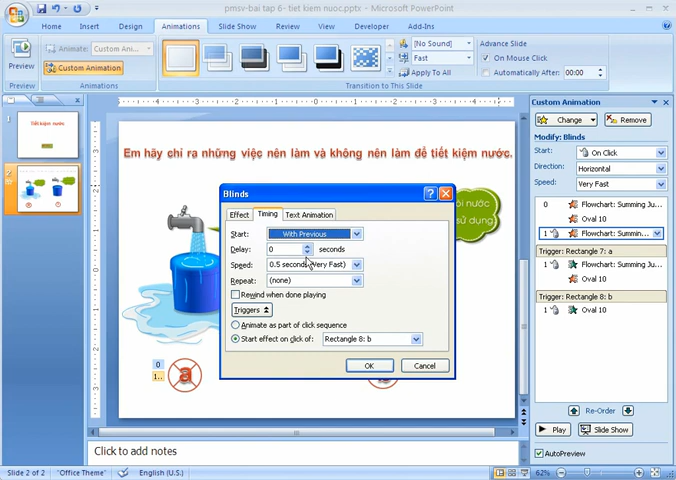 pmsv-bai tap 6- tiet kiem nuoc.pptx - Microsoft PowerPoint
Home Insert Design Animations Slide Show Review View Developer Add-Ins
Preview
Preview
Animate: Custom Ani...
Custom Animation
Animations
[No Sound]
Fast
Apply To All
Transition to This Slide
Advance Slide
On Mouse Click
Automatically After: 00:00
1
Tiết kiệm nước
2
Em hãy chỉ ra những việc nên làm và không nên làm để tiết kiệm nước.
nước
sử dụng
0
1..
a
Blinds
Effect Timing Text Animation
Start: With Previous
Delay: 0 seconds
Speed: 0.5 seconds (Very Fast)
Repeat: (none)
Rewind when done playing
Triggers
Animate as part of click sequence
Start effect on click of: Rectangle 8: b
OK Cancel
Custom Animation
Change Remove
Modify: Blinds
Start: On Click
Direction: Horizontal
Speed: Very Fast
0 Flowchart: Summing Ju...
Oval 10
1 Flowchart: Summin...
Trigger: Rectangle 7: a
1 Flowchart: Summing Ju...
Oval 10
Trigger: Rectangle 8: b
1 Oval 10
Re-Order
Play Slide Show
AutoPreview
Click to add notes
Slide 2 of 2 "Office Theme" English (U.S.) 62%